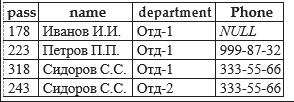 pass name department Phone
178 Иванов И.И. Отд-1 NULL
223 Петров П.П. Отд-1 999-87-32
318 Сидоров С.С. Отд-1 333-55-66
243 Сидоров С.С. Отд-2 333-55-66